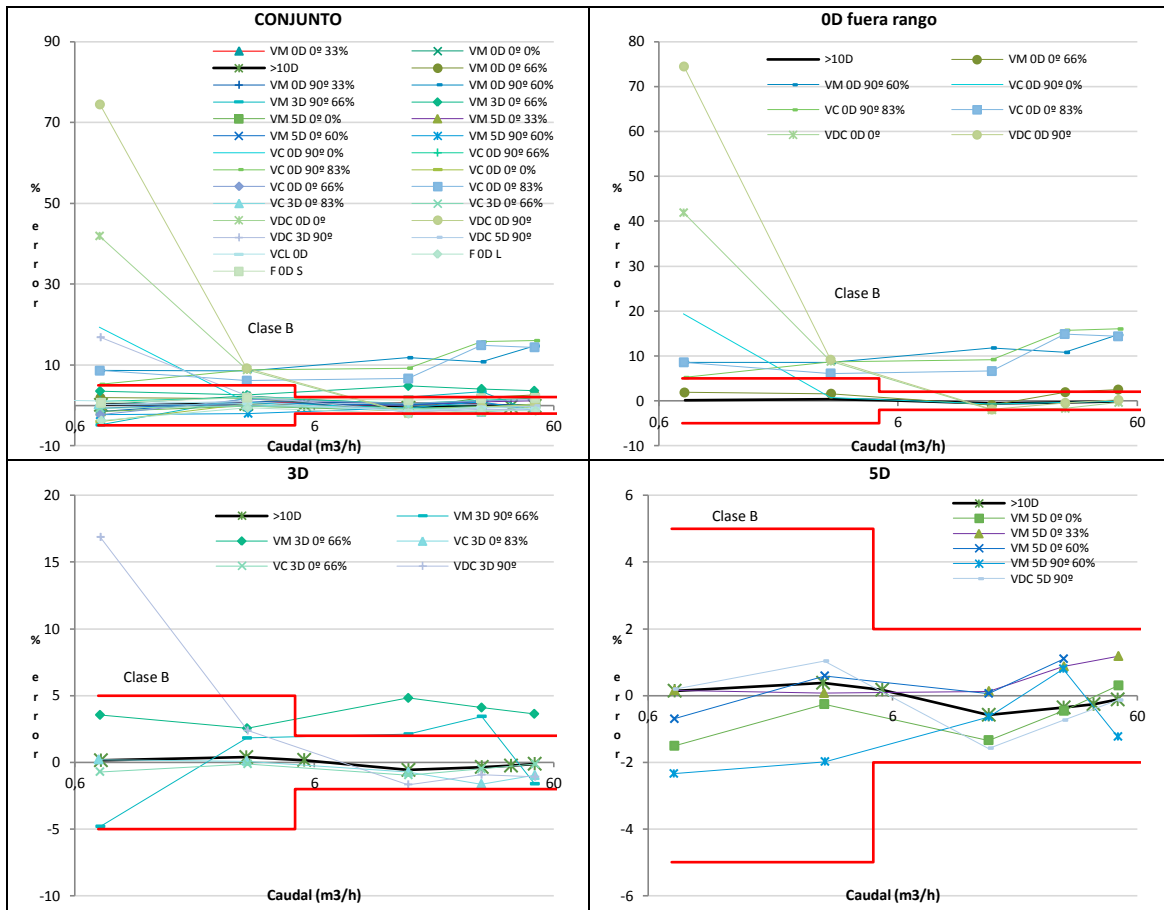 CONJUNTO
90
70
50
30
10
-10
% error
VM 0D 0º 33%
VM 0D 0º 0%
>10D
VM 0D 0º 66%
VM 0D 90º 33%
VM 0D 90º 60%
VM 3D 90º 66%
VM 3D 0º 66%
VM 5D 0º 0%
VM 5D 0º 33%
VM 5D 0º 60%
VM 5D 90º 60%
VC 0D 90º 0%
VC 0D 90º 66%
VC 0D 90º 83%
VC 0D 0º 0%
VC 0D 0º 66%
VC 0D 0º 83%
VC 3D 0º 83%
VC 3D 0º 66%
VDC 0D 0º
VDC 0D 90º
VDC 3D 90º
VDC 5D 90º
VCL 0D
F 0D L
F 0D S
Clase B
0,6
6
60
Caudal (m3/h)
0D fuera rango
80
70
60
50
40
30
20
10
0
-10
% error
>10D
VM 0D 0º 66%
VM 0D 90º 60%
VC 0D 90º 0%
VC 0D 90º 83%
VC 0D 0º 83%
VDC 0D 0º
VDC 0D 90º
Clase B
0,6
6
60
Caudal (m3/h)
3D
20
15
10
5
0
-5
-10
% error
>10D
VM 3D 90º 66%
VM 3D 0º 66%
VC 3D 0º 83%
VC 3D 0º 66%
VDC 3D 90º
Clase B
0,6
6
60
Caudal (m3/h)
5D
6
4
2
0
-2
-4
-6
% error
Clase B
>10D
VM 5D 0º 0%
VM 5D 0º 33%
VM 5D 0º 60%
VM 5D 90º 60%
VDC 5D 90º
0,6
6
60
Caudal (m3/h)